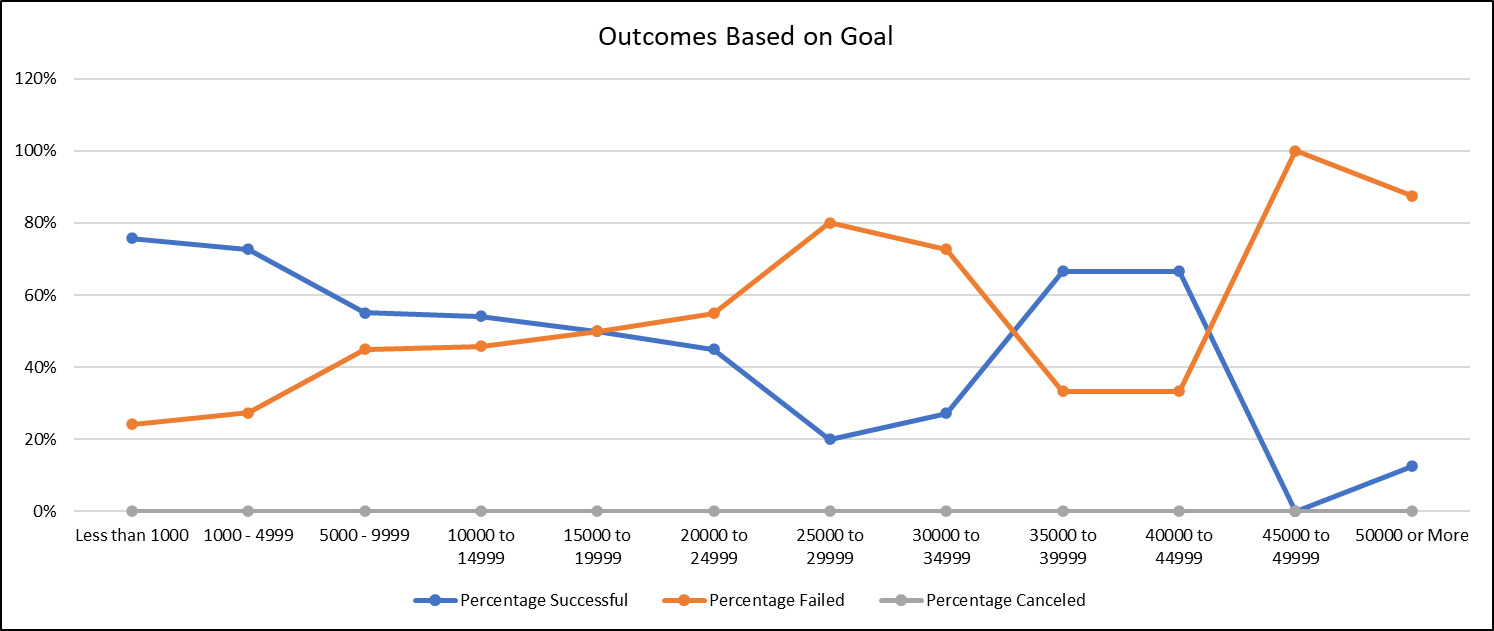 Outcomes Based on Goal
120%
100%
80%
60%
40%
20%
0%
Less than 1000
1000 - 4999
5000 - 9999
10000 to
14999
15000 to
19999
20000 to
24999
25000 to
29999
30000 to
34999
35000 to
39999
40000 to
44999
45000 to
49999
50000 or More
Percentage Successful
Percentage Failed
Percentage Canceled